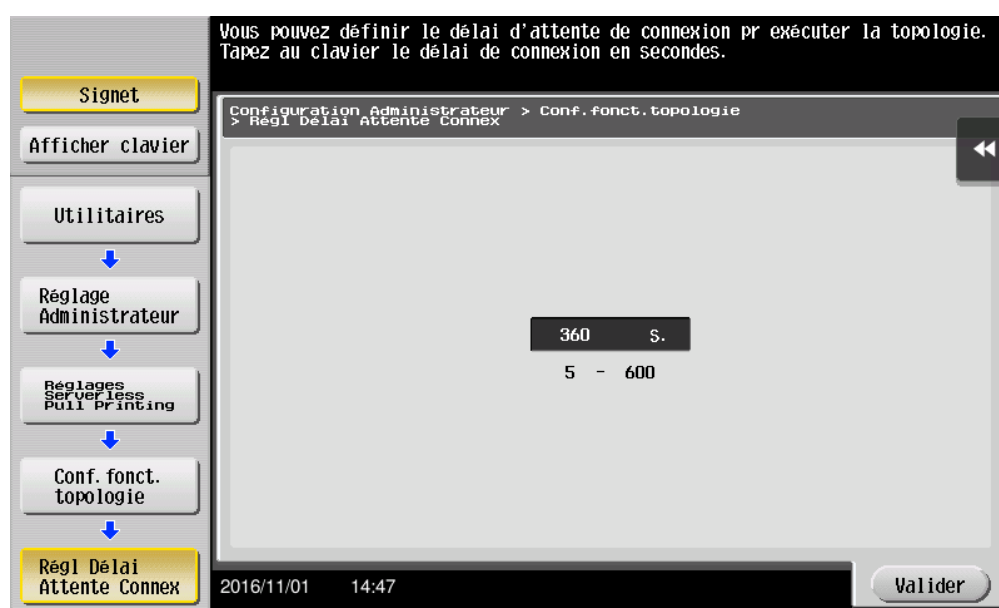 Vous pouvez définir le délai d'attente de connexion pr exécuter la topologie.
Tapez au clavier le délai de connexion en secondes.
Signet
Afficher clavier
Utilitaires
Réglage
Administrateur
Réglages
Serverless
Pull Printing
Conf.fonct.
topologie
Régl Délai
Attente Connex
Configuration Administrateur > Conf.fonct.topologie
> Régl Délai Attente Connex
360 S.
5 - 600
2016/11/01 14:47
Valider